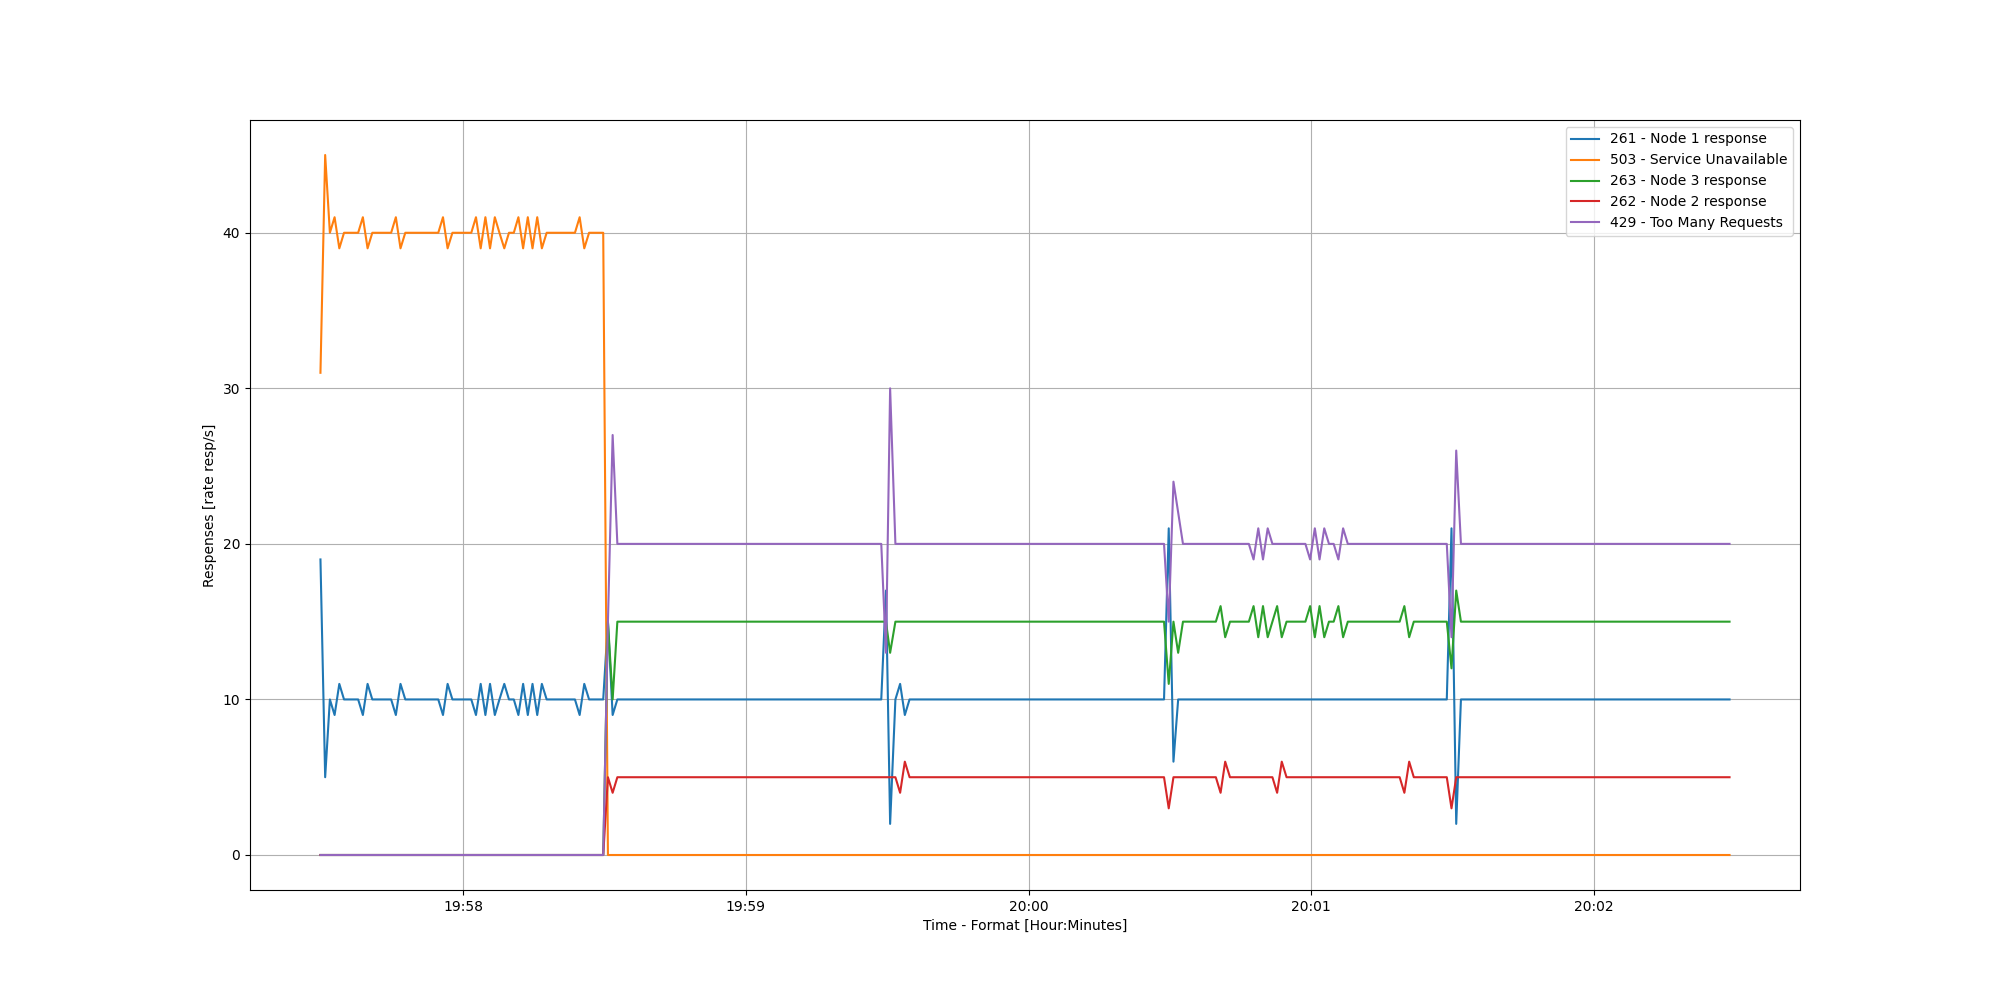 261 - Node 1 response
503 - Service Unavailable
263 - Node 3 response
262 - Node 2 response
429 - Too Many Requests
Respenses [rate resp/s]
40
30
20
10
0
19:58
19:59
20:00
20:01
20:02
Time - Format [Hour:Minutes]